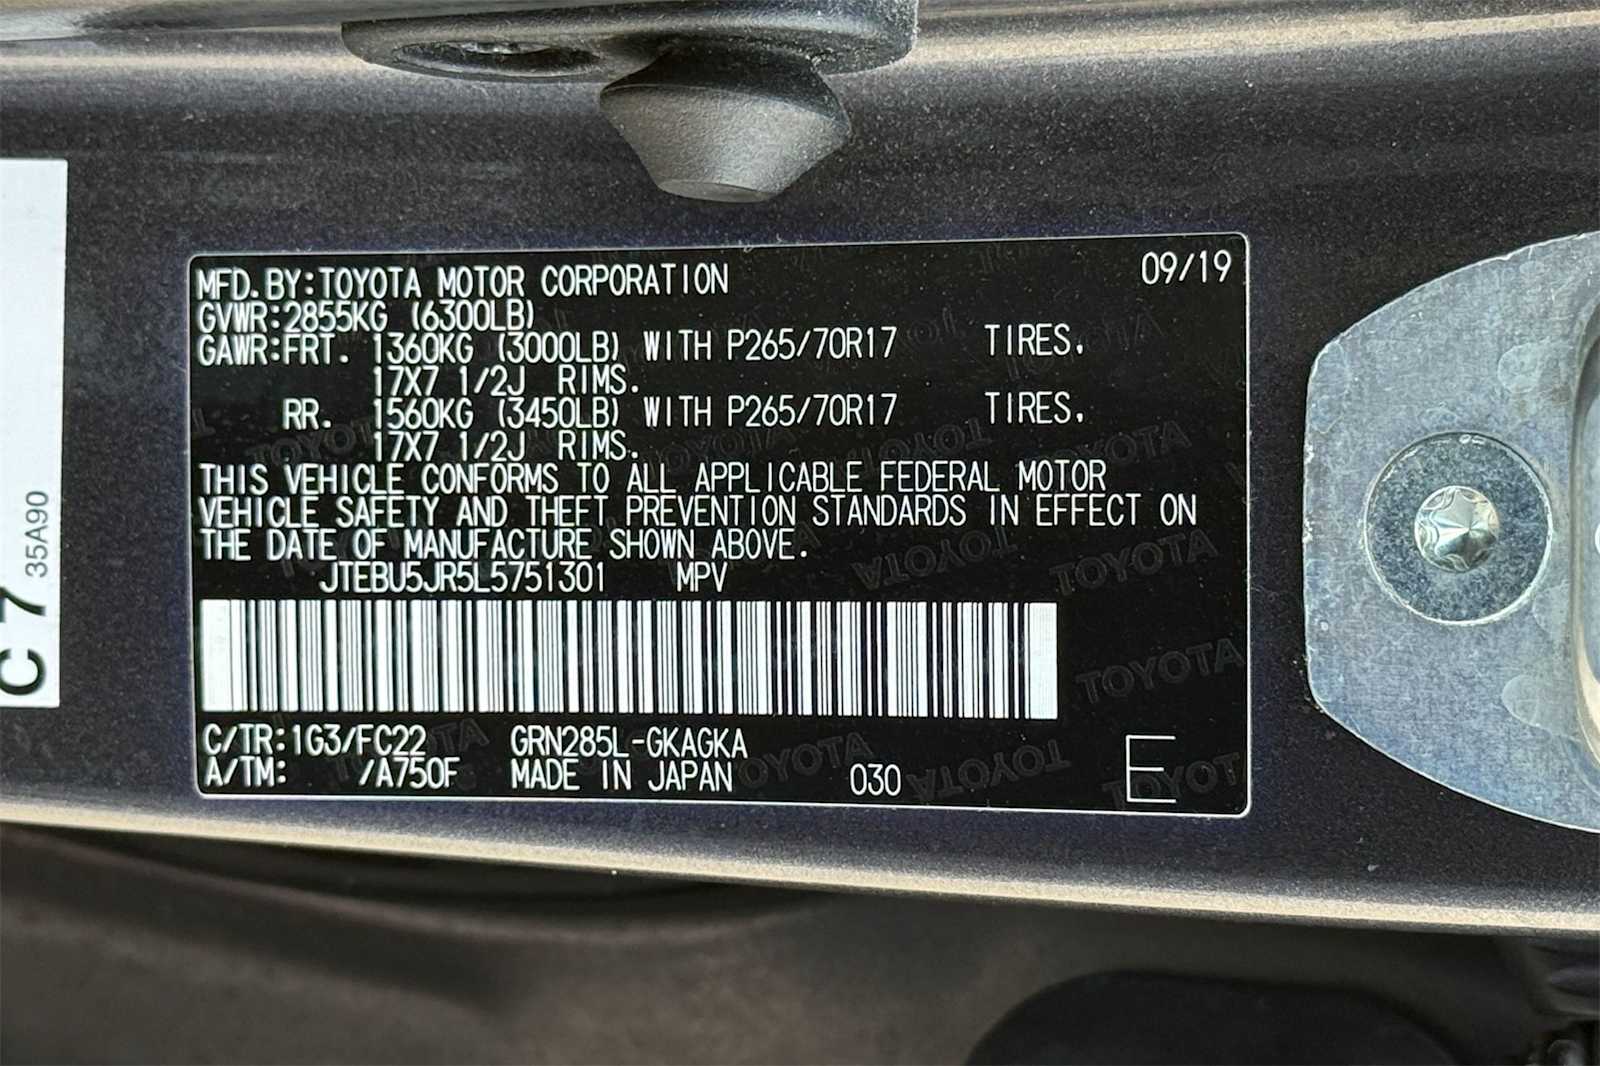 MFD.BY:TOYOTA MOTOR CORPORATION 09/19
GVWR:2855KG (6300LB)
GAWR:FRT. 1360KG (3000LB) WITH P265/70R17 TIRES.
17X7 1/2J RIMS.
RR. 1560KG (3450LB) WITH P265/70R17 TIRES.
17X7 1/2J RIMS.
THIS VEHICLE CONFORMS TO ALL APPLICABLE FEDERAL MOTOR
VEHICLE SAFETY AND THEFT PREVENTION STANDARDS IN EFFECT ON
THE DATE OF MANUFACTURE SHOWN ABOVE.
JTEBU5JR5L5751301 MPV
C/TR:1G3/FC22 GRN285L-GKAGKA
A/TM: /A750F MADE IN JAPAN 030 E
C 7
35A90